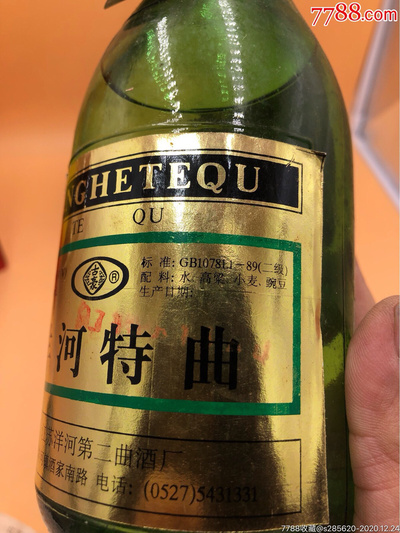 7788.com
NGHETEQU
TE QU
标准: GB10781.1-89(二级)
配料: 水、高粱、小麦、豌豆
生产日期:
®
河特曲
苏洋河第二曲酒厂
酒家南路 电话: (0527)5431331
7788收藏@s285620-2020.12.24